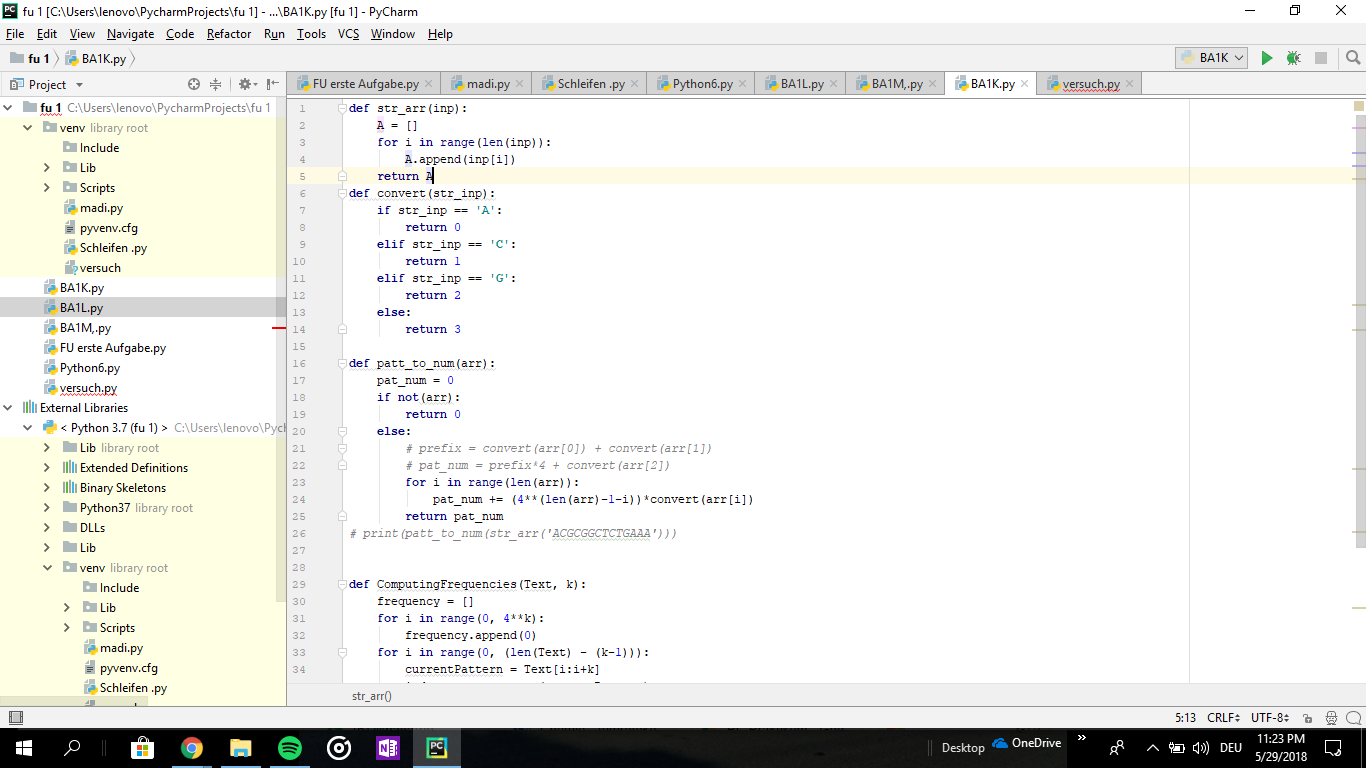 fu 1 [C:\Users\lenovo\PycharmProjects\fu 1] - ...\BA1K.py [fu 1] - PyCharm
File Edit View Navigate Code Refactor Run Tools VCS Window Help
fu 1 BA1K.py BA1K
Project FU erste Aufgabe.py madi.py Schleifen .py Python6.py BA1L.py BA1M,.py BA1K.py versuch.py
fu 1 C:\Users\lenovo\PycharmProjects\fu 1
venv library root
Include
Lib
Scripts
madi.py
pyvenv.cfg
Schleifen .py
versuch
BA1K.py
BA1L.py
BA1M,.py
FU erste Aufgabe.py
Python6.py
versuch.py
External Libraries
< Python 3.7 (fu 1) > C:\Users\lenovo\Pycl
Lib library root
Extended Definitions
Binary Skeletons
Python37 library root
DLLs
Lib
venv library root
Include
Lib
Scripts
madi.py
pyvenv.cfg
Schleifen .py
1 def str_arr(inp):
2 A = []
3 for i in range(len(inp)):
4 A.append(inp[i])
5 return A
6 def convert(str_inp):
7 if str_inp == 'A':
8 return 0
9 elif str_inp == 'C':
10 return 1
11 elif str_inp == 'G':
12 return 2
13 else:
14 return 3
15
16 def patt_to_num(arr):
17 pat_num = 0
18 if not(arr):
19 return 0
20 else:
21 # prefix = convert(arr[0]) + convert(arr[1])
22 # pat_num = prefix*4 + convert(arr[2])
23 for i in range(len(arr)):
24 pat_num += (4**(len(arr)-1-i))*convert(arr[i])
25 return pat_num
26 # print(patt_to_num(str_arr('ACGCGGCTCTGAAA')))
27
28
29 def ComputingFrequencies(Text, k):
30 frequency = []
31 for i in range(0, 4**k):
32 frequency.append(0)
33 for i in range(0, (len(Text) - (k-1))):
34 currentPattern = Text[i:i+k]
str_arr()
5:13 CRLF UTF-8
Desktop OneDrive DEU 11:23 PM
5/29/2018